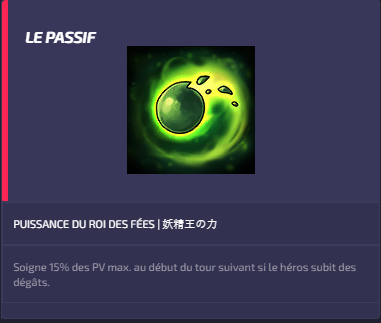 LE PASSIF
PUISSANCE DU ROI DES FÉES | 妖精王の力
Soigne 15% des PV max. au début du tour suivant si le héros subit des
dégâts.